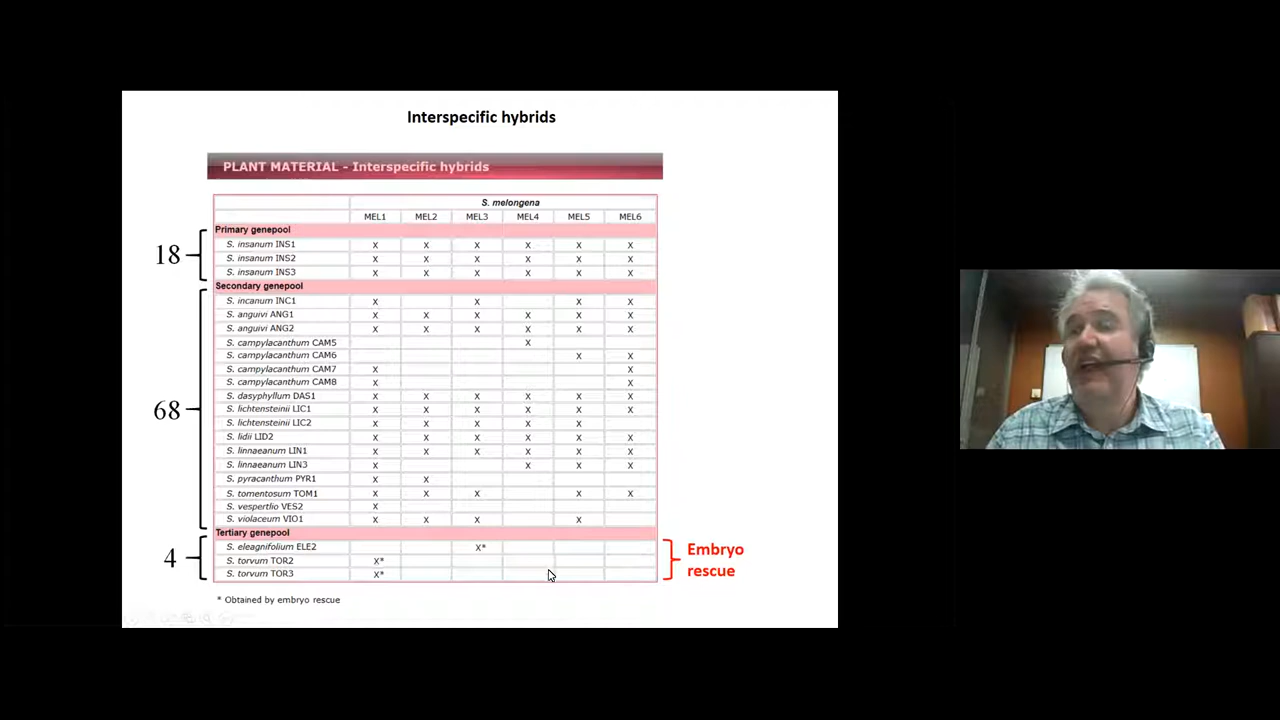 Interspecific hybrids
PLANT MATERIAL - Interspecific hybrids
S. melongena
MEL1 MEL2 MEL3 MEL4 MEL5 MEL6
Primary genepool
18
S. insanum INS1 X X X X X X
S. insanum INS2 X X X X X X
S. insanum INS3 X X X X X X
Secondary genepool
68
S. incanum INC1 X X X X
S. anguivi ANG1 X X X X X X
S. anguivi ANG2 X X X X X X
S. campylacanthum CAM5 X
S. campylacanthum CAM6 X X
S. campylacanthum CAM7 X X
S. campylacanthum CAM8 X X
S. dasyphyllum DAS1 X X X X X X
S. lichtensteinii LIC1 X X X X X X
S. lichtensteinii LIC2 X X X X X
S. lidii LID2 X X X X X X
S. linnaeanum LIN1 X X X X X X
S. linnaeanum LIN3 X X X X
S. pyracanthum PYR1 X X
S. tomentosum TOM1 X X X X X
S. vespertlio VES2 X
S. violaceum VIO1 X X X X
Tertiary genepool
4
S. eleagnifolium ELE2 X*
S. torvum TOR2 X*
S. torvum TOR3 X*
Embryo
rescue
* Obtained by embryo rescue